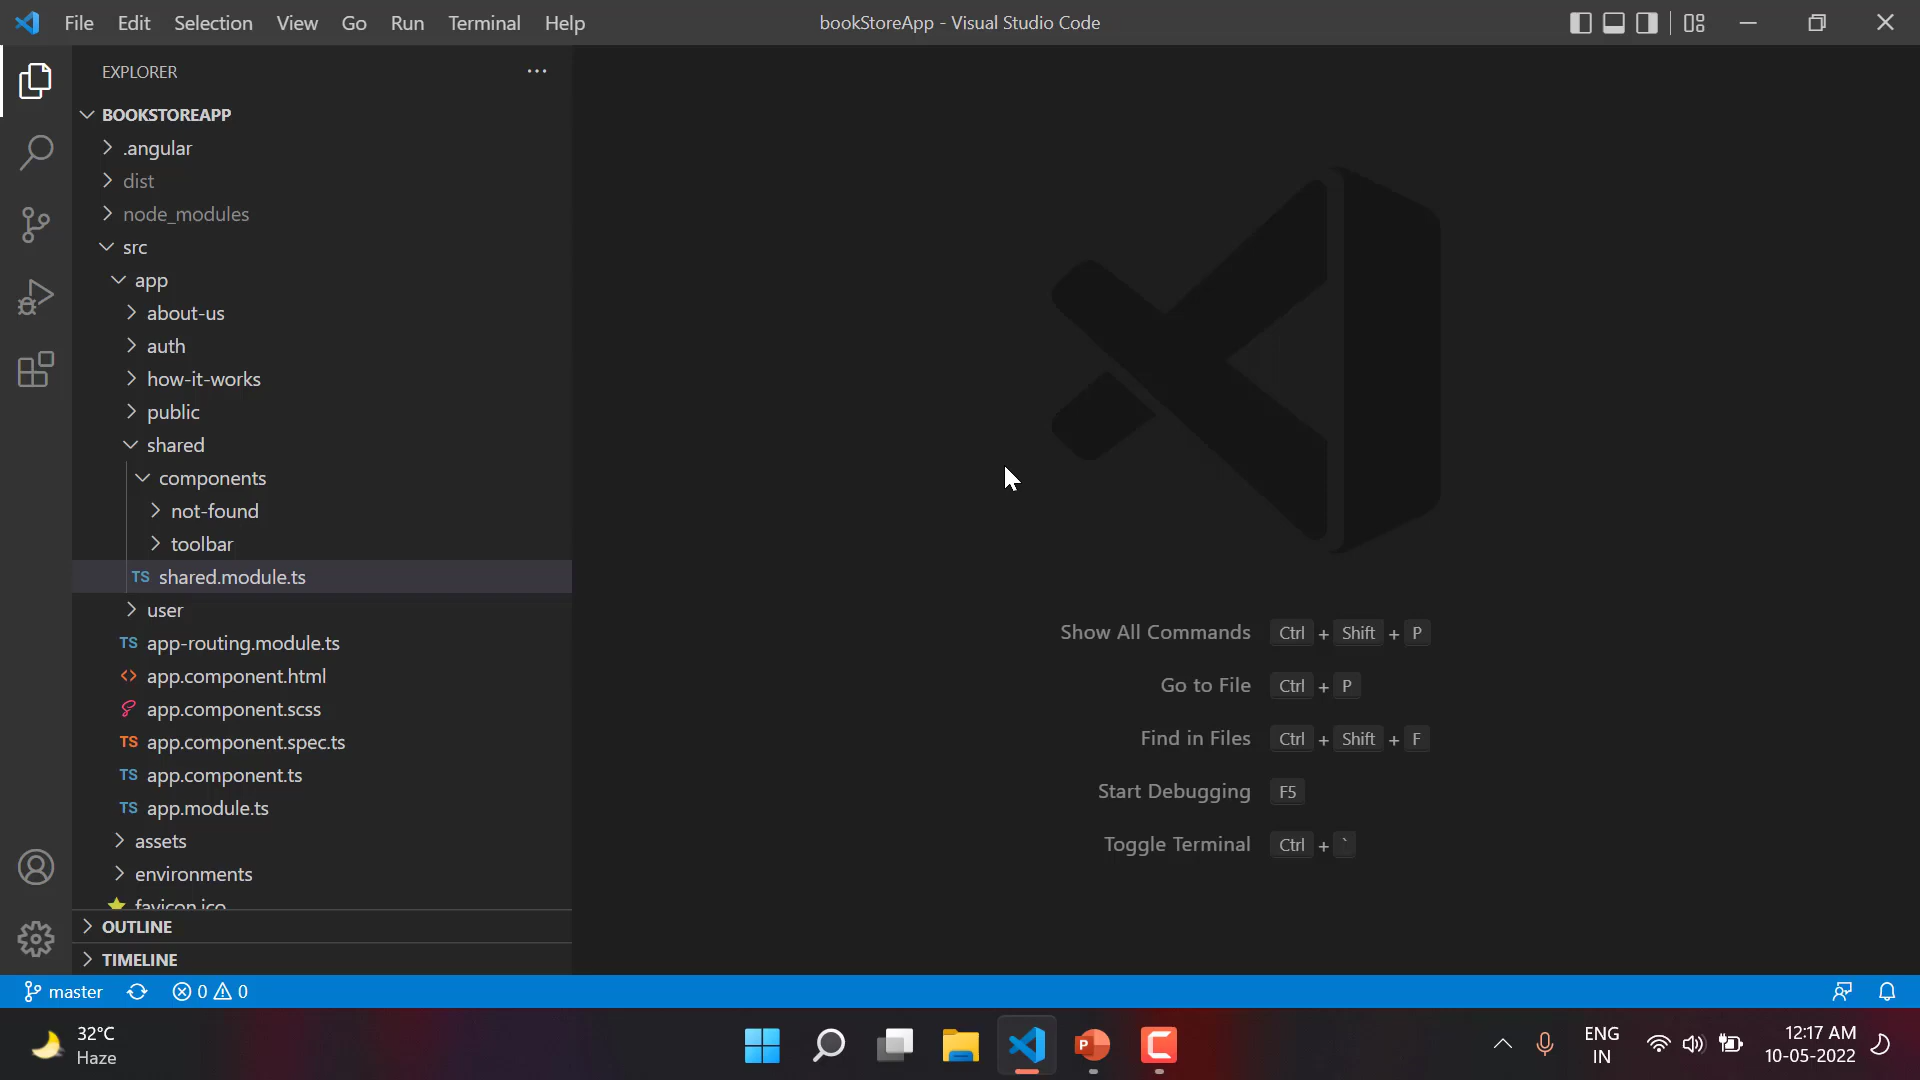 File Edit Selection View Go Run Terminal Help
bookStoreApp - Visual Studio Code
EXPLORER
BOOKSTOREAPP
.angular
dist
node_modules
src
app
about-us
auth
how-it-works
public
shared
components
not-found
toolbar
TS shared.module.ts
user
TS app-routing.module.ts
<> app.component.html
app.component.scss
TS app.component.spec.ts
TS app.component.ts
TS app.module.ts
assets
environments
favicon.ico
OUTLINE
TIMELINE
Show All Commands Ctrl + Shift + P
Go to File Ctrl + P
Find in Files Ctrl + Shift + F
Start Debugging F5
Toggle Terminal Ctrl + `
master 0 0
32°C
Haze
P
ENG
IN
12:17 AM
10-05-2022